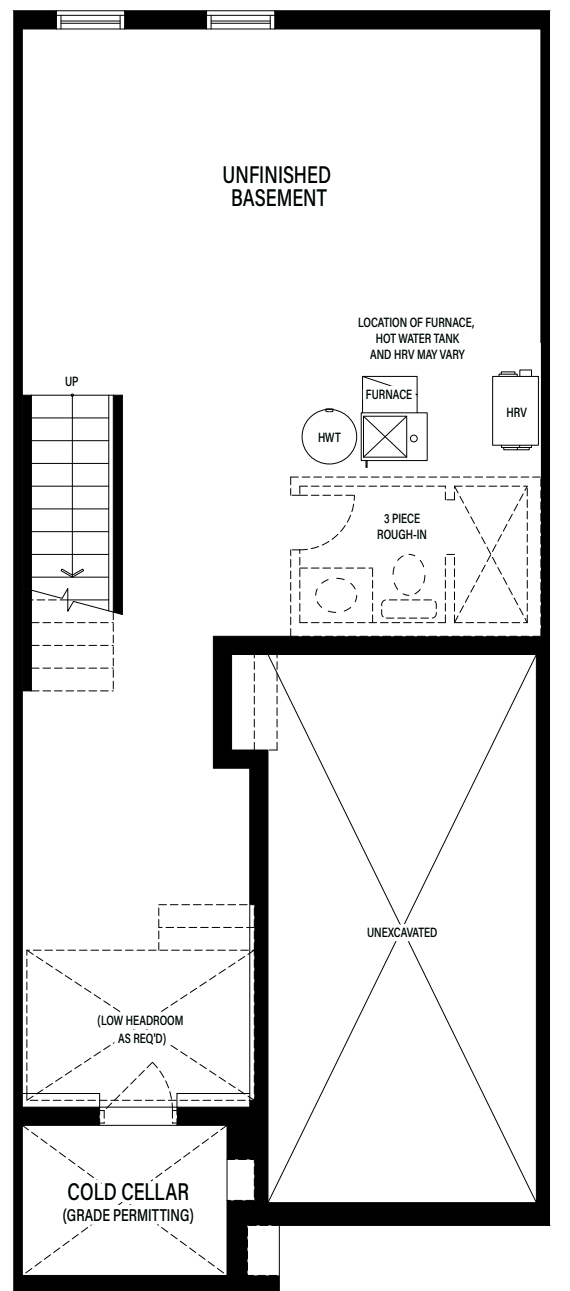 UNFINISHED
BASEMENT
LOCATION OF FURNACE,
HOT WATER TANK
AND HRV MAY VARY
UP
FURNACE
HRV
HWT
3 PIECE
ROUGH-IN
UNEXCAVATED
(LOW HEADROOM
AS REQ'D)
COLD CELLAR
(GRADE PERMITTING)